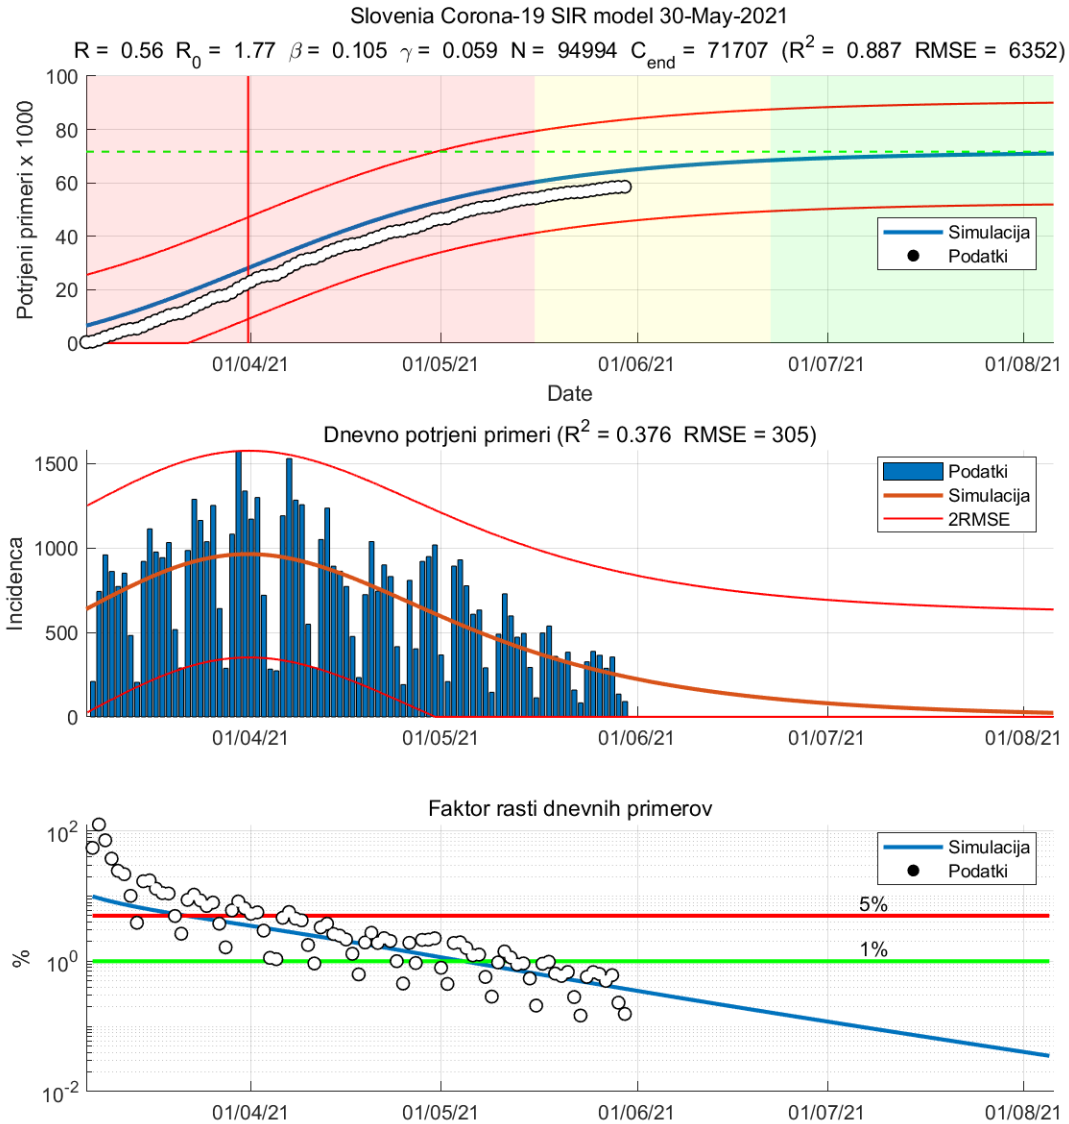 Slovenia Corona-19 SIR model 30-May-2021
R = 0.56 R0 = 1.77 β = 0.105 γ = 0.059 N = 94994 Cend = 71707 (R2 = 0.887 RMSE = 6352)
100
80
60
40
20
0
Potrjeni primeri x 1000
Simulacija
Podatki
01/04/21 01/05/21 01/06/21 01/07/21 01/08/21
Date
Dnevno potrjeni primeri (R2 = 0.376 RMSE = 305)
1500
1000
500
0
Incidenca
Podatki
Simulacija
2RMSE
01/04/21 01/05/21 01/06/21 01/07/21 01/08/21
Faktor rasti dnevnih primerov
10^2
10^0
10^-2
%
Simulacija
Podatki
5%
1%
01/04/21 01/05/21 01/06/21 01/07/21 01/08/21